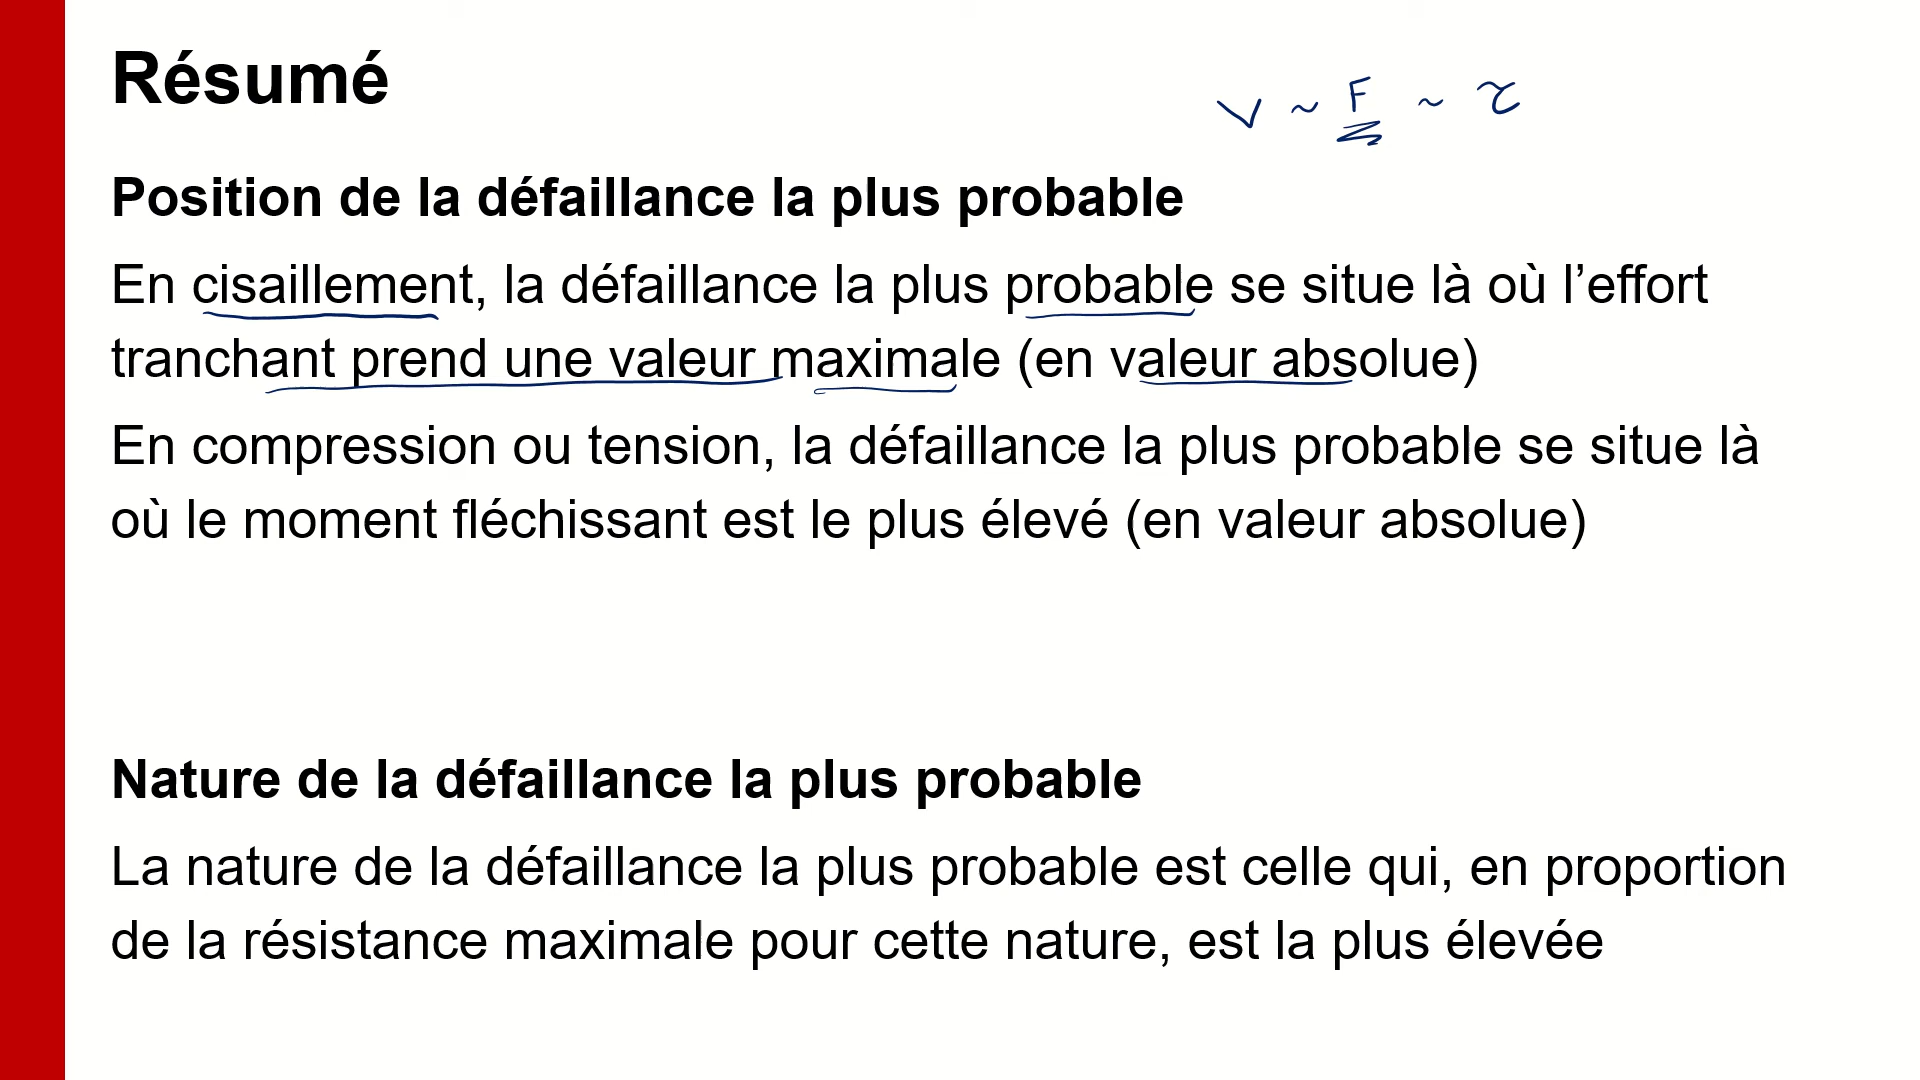 Résumé
V ~ F ~ τ
Position de la défaillance la plus probable
En cisaillement, la défaillance la plus probable se situe là où l’effort
tranchant prend une valeur maximale (en valeur absolue)
En compression ou tension, la défaillance la plus probable se situe là
où le moment fléchissant est le plus élevé (en valeur absolue)
Nature de la défaillance la plus probable
La nature de la défaillance la plus probable est celle qui, en proportion
de la résistance maximale pour cette nature, est la plus élevée